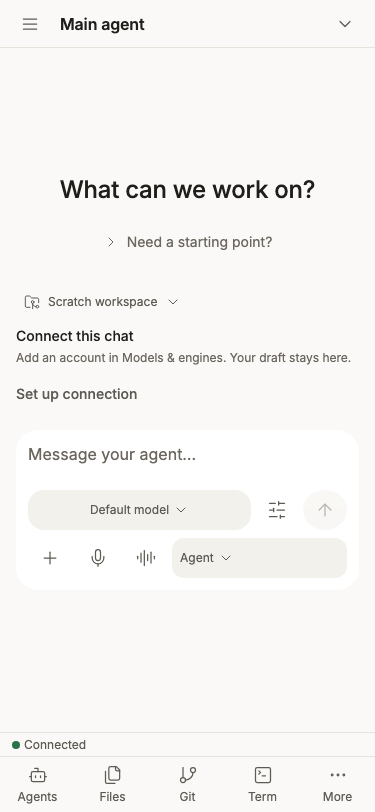 Main agent
What can we work on?
Need a starting point?
Scratch workspace
Connect this chat
Add an account in Models & engines. Your draft stays here.
Set up connection
Message your agent...
Default model
Agent
Connected
Agents Files Git Term More